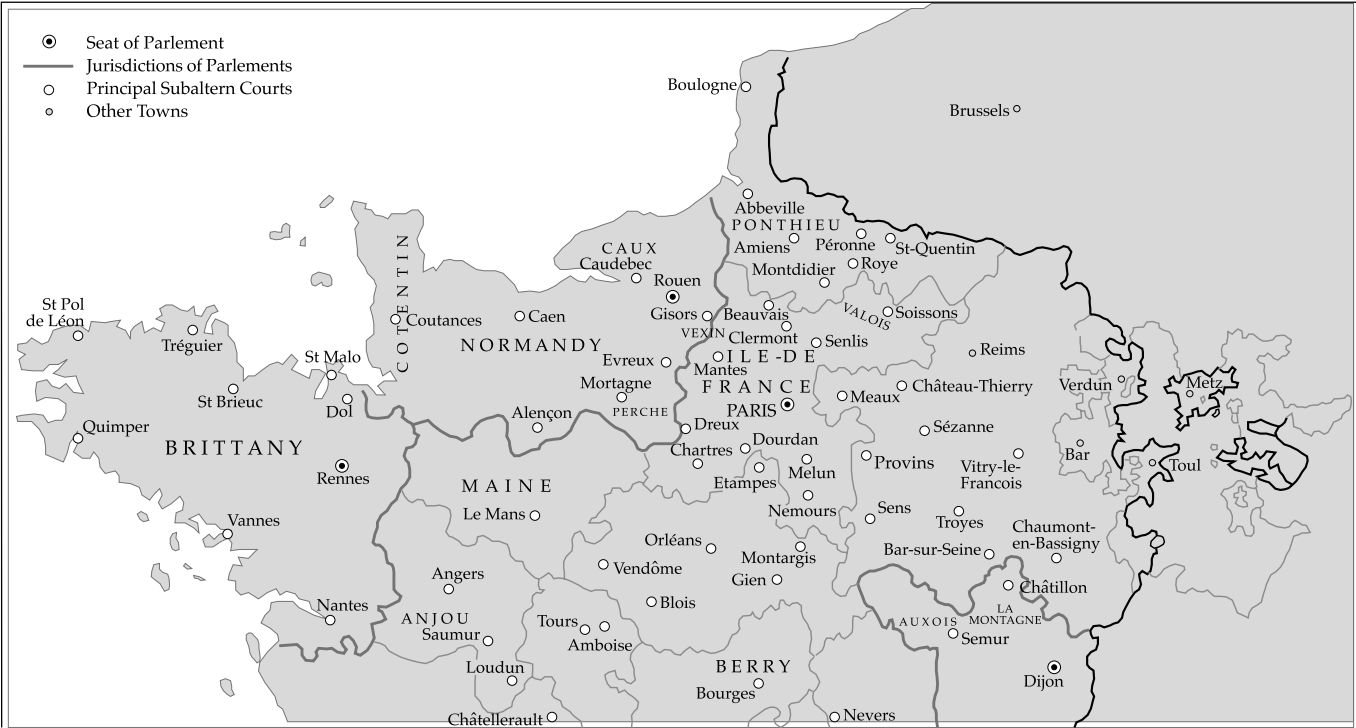 Seat of Parlement
Jurisdictions of Parlements
Principal Subaltern Courts
Other Towns
Boulogne
Brussels
Abbeville
PONTHIEU
Amiens
Péronne
St-Quentin
Montdidier
Roye
CAUX
Caudebec
Rouen
COTENTIN
Gisors
Beauvais
VALOIS
Soissons
St Pol
de Léon
Tréguier
Coutances
Caen
VEXIN
Clermont
NORMANDY
Senlis
Reims
St Malo
Evreux
ILE-DE
Mantes
FRANCE
Château-Thierry
Verdun
Metz
St Brieuc
Dol
Mortagne
PERCHE
PARIS
Meaux
Alençon
Dreux
Quimper
BRITTANY
Sézanne
Chartres
Dourdan
Bar
Rennes
Etampes
Melun
Provins
Vitry-le-
Francois
Toul
MAINE
Le Mans
Nemours
Sens
Troyes
Vannes
Chaumont-
en-Bassigny
Orléans
Montargis
Bar-sur-Seine
Angers
Vendôme
Gien
Châtillon
Nantes
Blois
LA
MONTAGNE
ANJOU
Saumur
Tours
Amboise
AUXOIS
Semur
Loudun
BERRY
Bourges
Dijon
Châtellerault
Nevers